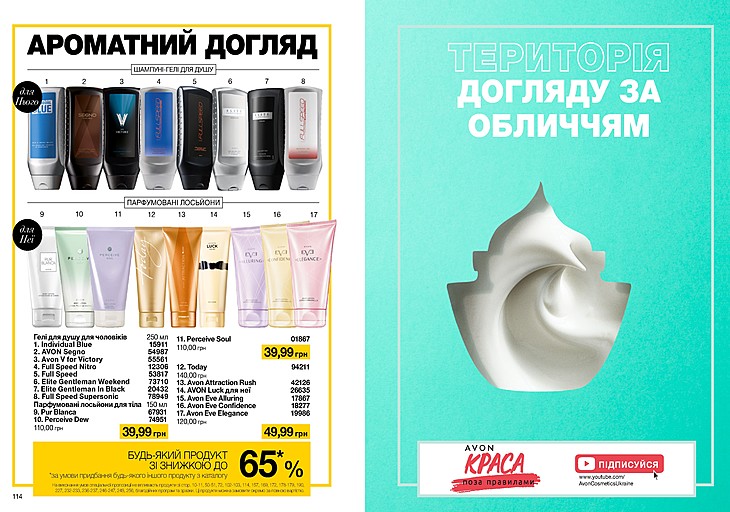 АРОМАТНИЙ ДОГЛЯД
ШАМПУНІ-ГЕЛІ ДЛЯ ДУШУ
для Нього
1 2 3 4 5 6 7 8
ПАРФУМОВАНІ ЛОСЬЙОНИ
для Неї
9 10 11 12 13 14 15 16 17
Гелі для душу для чоловіків 250 мл
1. Individual Blue 15911
2. AVON Segno 54987
3. Avon V for Victory 55561
4. Full Speed Nitro 12306
5. Full Speed 53817
6. Elite Gentleman Weekend 73710
7. Elite Gentleman In Black 20432
8. Full Speed Supersonic 78949
Парфумовані лосьйони для тіла 150 мл
9. Pur Blanca 67931
10. Perceive Dew 74951
110,00 грн
39,99 грн
11. Perceive Soul 01867
110,00 грн
39,99 грн
12. Today 94211
140,00 грн
13. Avon Attraction Rush 42126
14. AVON Luck для неї 26635
15. Avon Eve Alluring 17867
16. Avon Eve Confidence 18277
17. Avon Eve Elegance 19986
120,00 грн
49,99 грн
БУДЬ-ЯКИЙ ПРОДУКТ
ЗІ ЗНИЖКОЮ ДО 65*%
*за умови придбання будь-якого іншого продукту з каталогу
114
ТЕРИТОРІЯ
ДОГЛЯДУ ЗА
ОБЛИЧЧЯМ
AVON
КРАСА
поза правилами
ПІДПИСУЙСЯ
www.youtube.com/
AvonCosmeticsUkraine